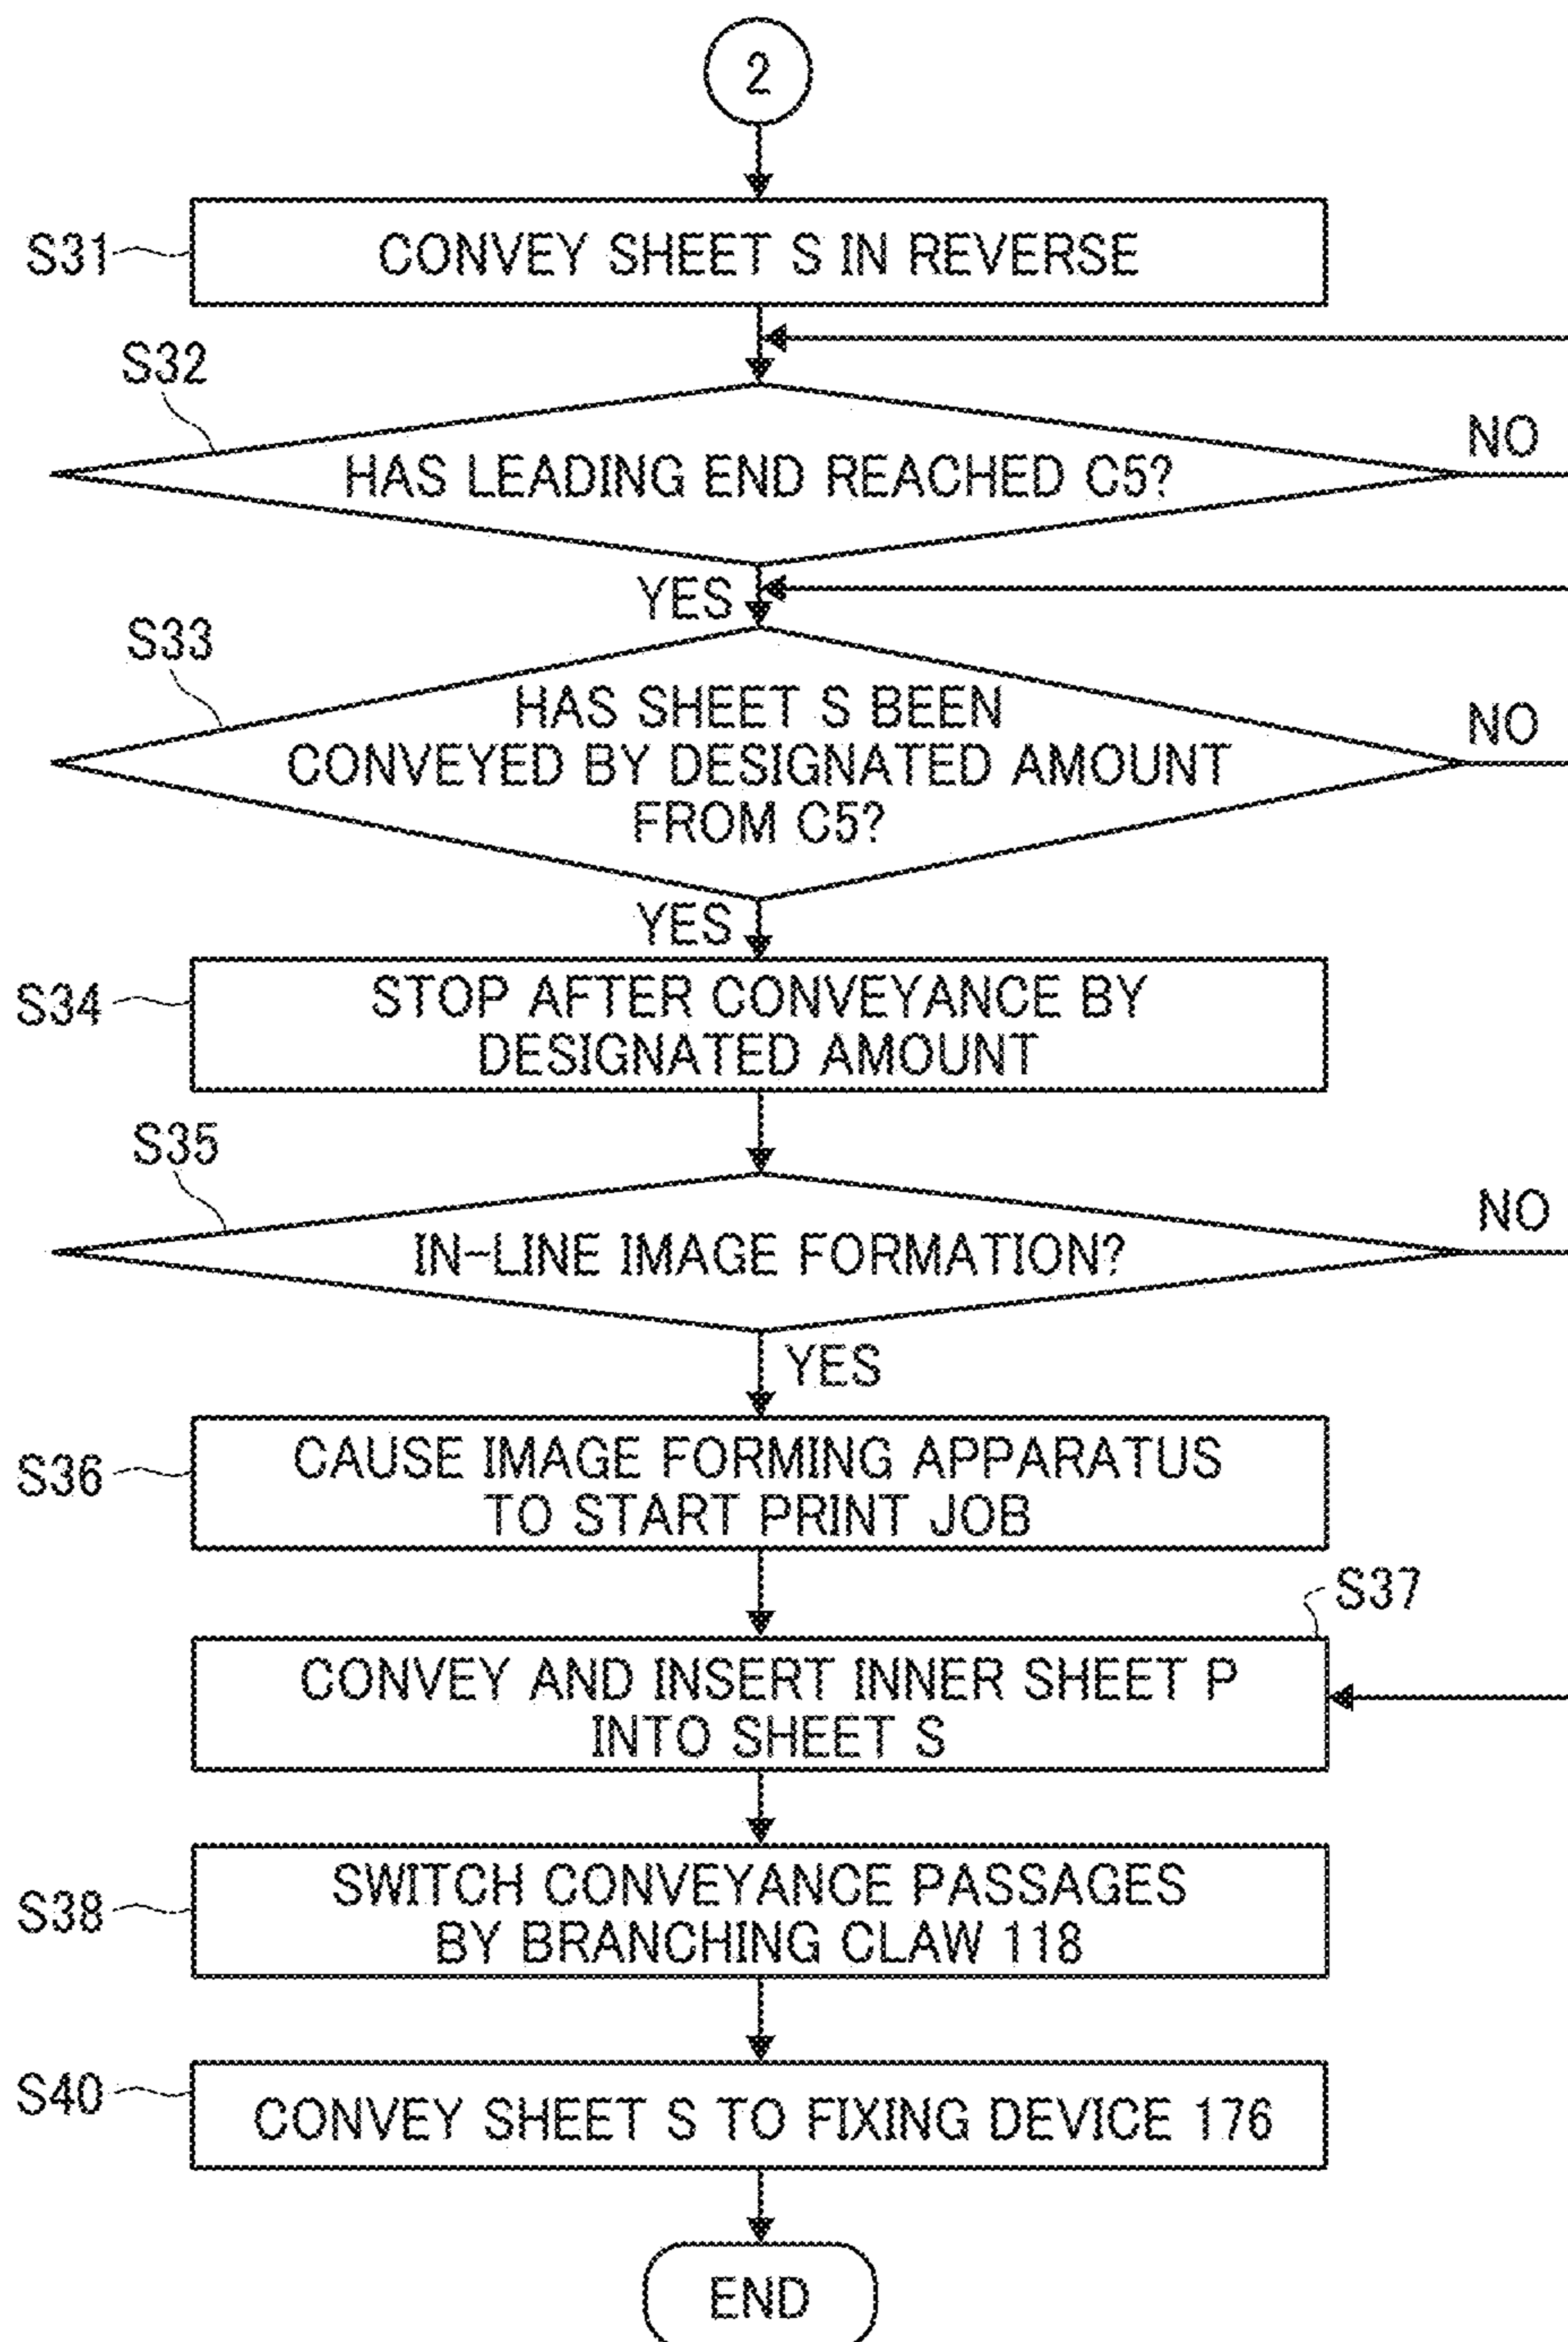 2
S31
CONVEY SHEET S IN REVERSE
S32
HAS LEADING END REACHED C5?
NO
YES
S33
HAS SHEET S BEEN
CONVEYED BY DESIGNATED AMOUNT
FROM C5?
NO
YES
S34
STOP AFTER CONVEYANCE BY
DESIGNATED AMOUNT
S35
IN-LINE IMAGE FORMATION?
NO
YES
S36
CAUSE IMAGE FORMING APPARATUS
TO START PRINT JOB
S37
CONVEY AND INSERT INNER SHEET P
INTO SHEET S
S38
SWITCH CONVEYANCE PASSAGES
BY BRANCHING CLAW 118
S40
CONVEY SHEET S TO FIXING DEVICE 176
END